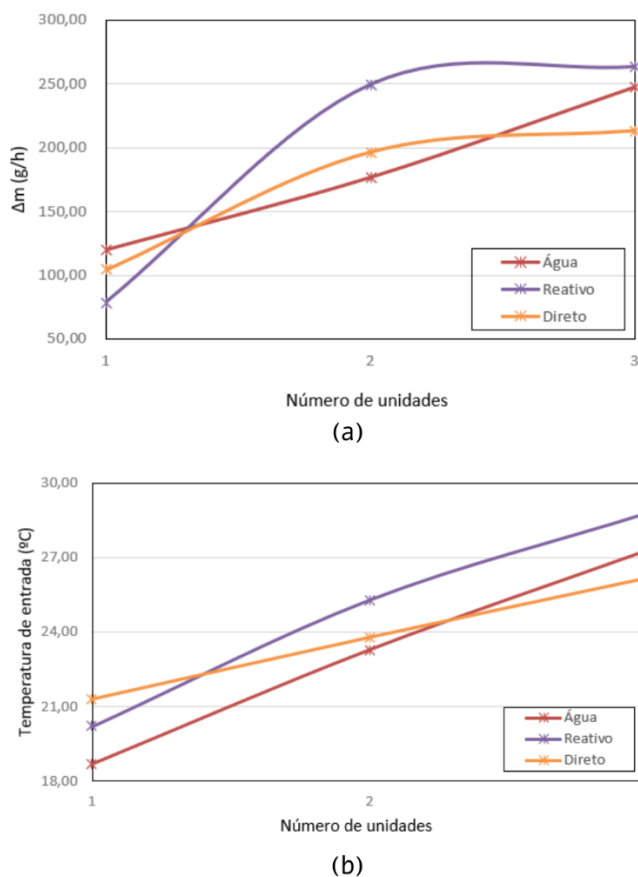 300,00
250,00
200,00
150,00
100,00
50,00
Δm (g/h)
Água
Reativo
Direto
1 2 3
Número de unidades
(a)
30,00
27,00
24,00
21,00
18,00
Temperatura de entrada (ºC)
Água
Reativo
Direto
1 2
Número de unidades
(b)